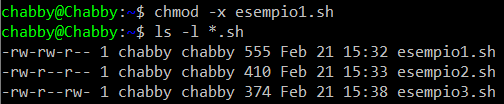 chabby@Chabby:~$ chmod -x esempio1.sh
chabby@Chabby:~$ ls -l *.sh
-rw-rw-r-- 1 chabby chabby 555 Feb 21 15:32 esempio1.sh
-rw-r--r-- 1 chabby chabby 410 Feb 21 15:33 esempio2.sh
-rw-r--r-- 1 chabby chabby 374 Feb 21 15:38 esempio3.sh